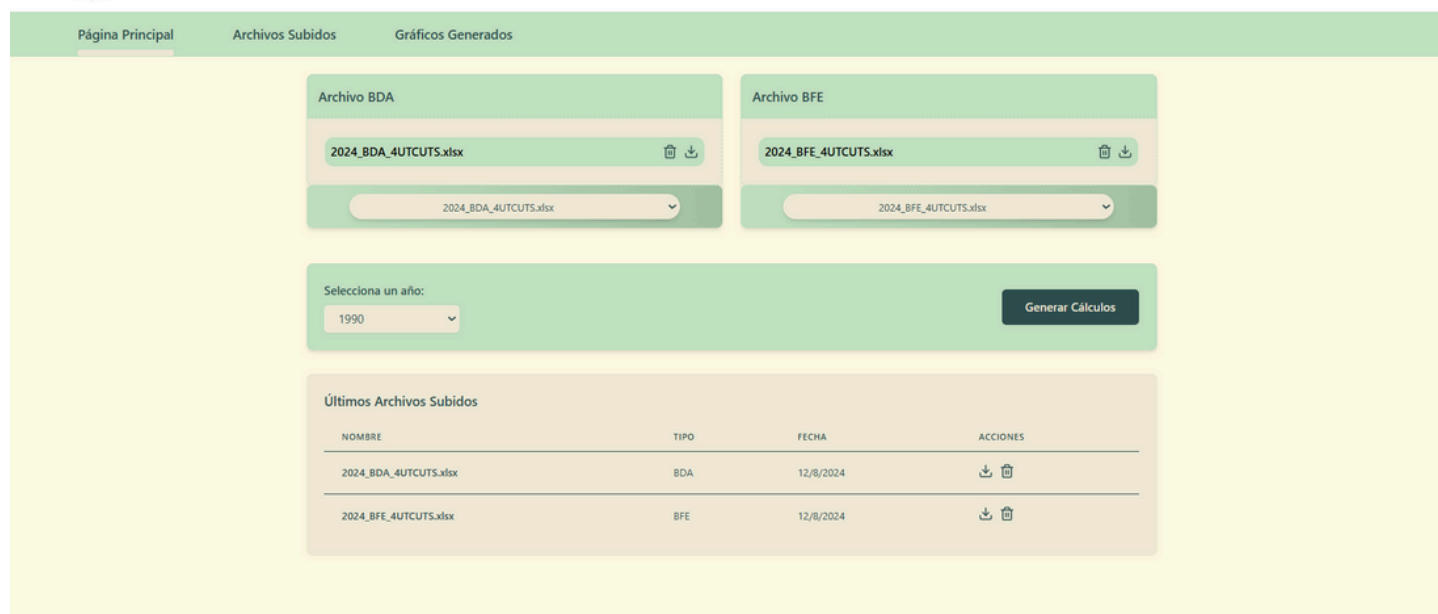 Página Principal Archivos Subidos Gráficos Generados
Archivo BDA
2024_BDA_4UTCUTS.xlsx
2024_BDA_4UTCUTS.xlsx
Archivo BFE
2024_BFE_4UTCUTS.xlsx
2024_BFE_4UTCUTS.xlsx
Selecciona un año:
1990
Generar Cálculos
Últimos Archivos Subidos
NOMBRE TIPO FECHA ACCIONES
2024_BDA_4UTCUTS.xlsx BDA 12/8/2024
2024_BFE_4UTCUTS.xlsx BFE 12/8/2024